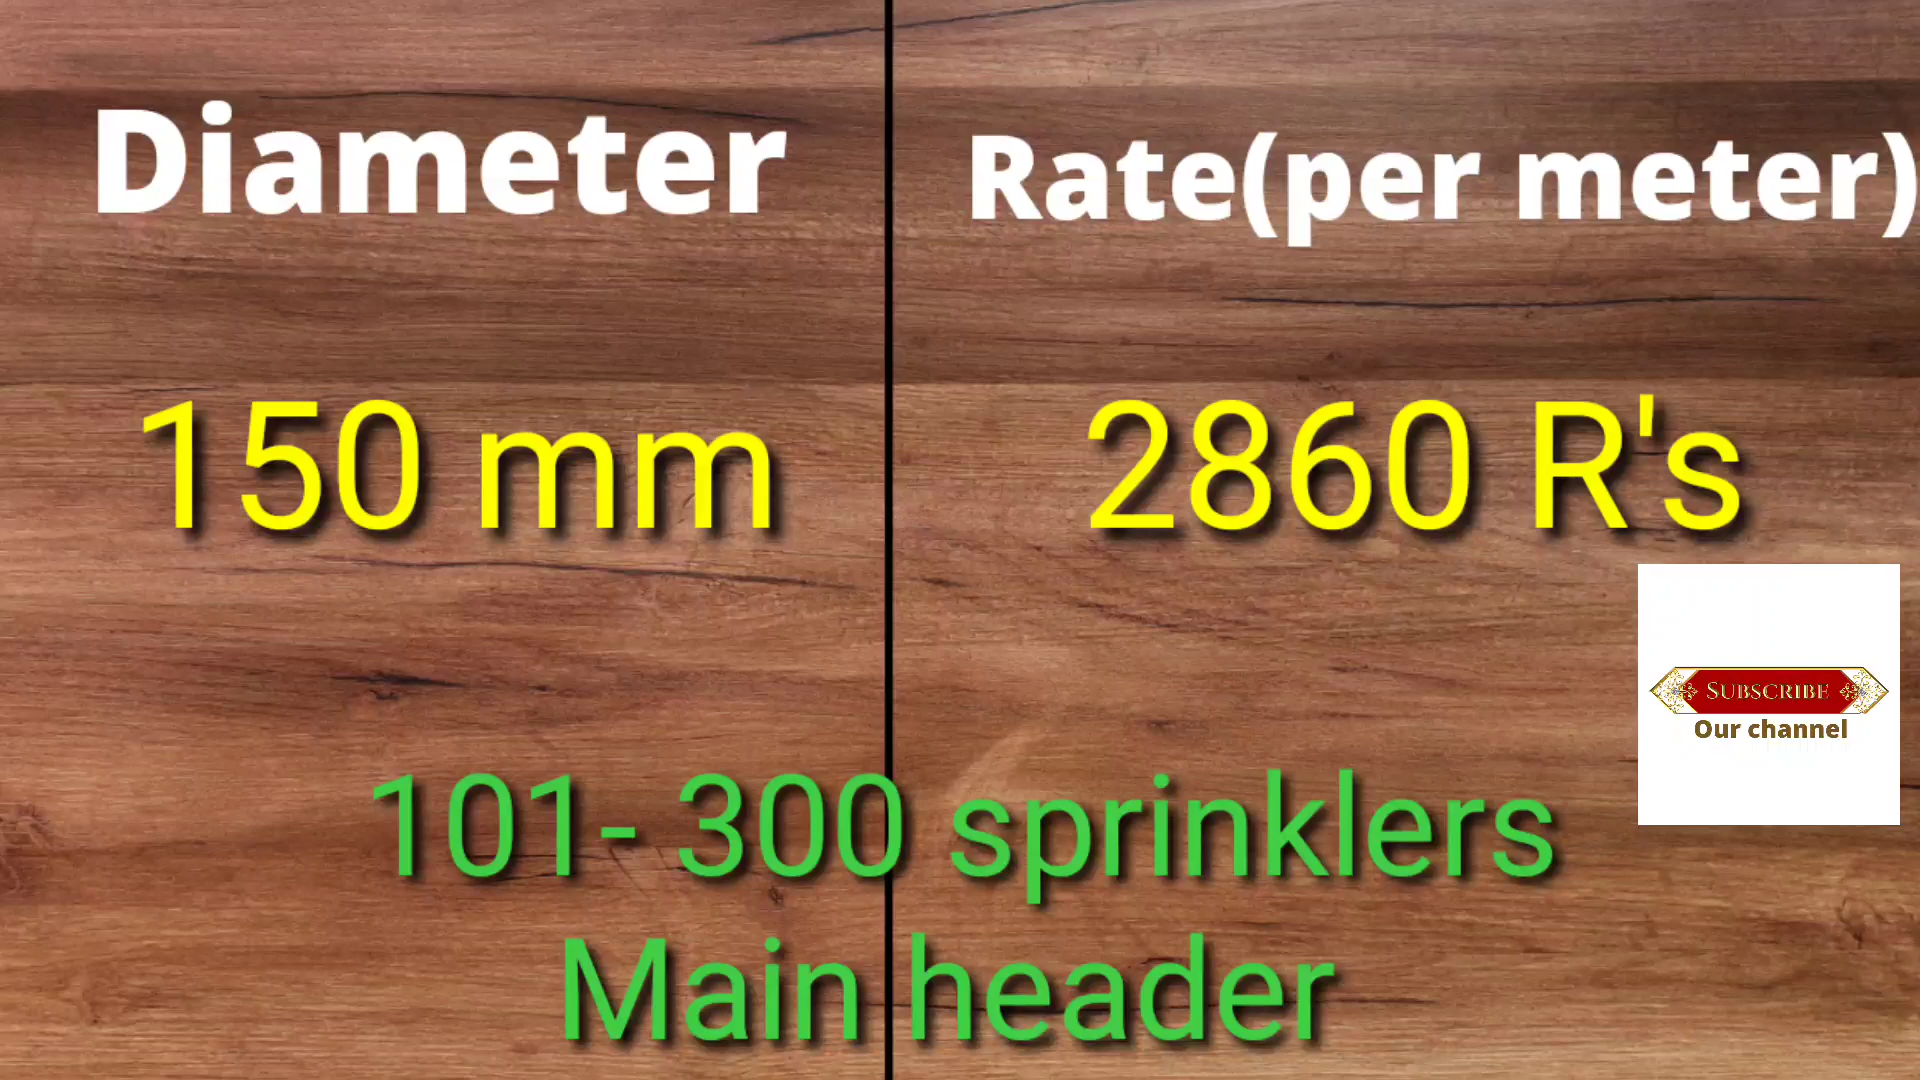 Diameter
Rate(per meter)
150 mm
2860 R's
SUBSCRIBE
Our channel
101- 300 sprinklers
Main header